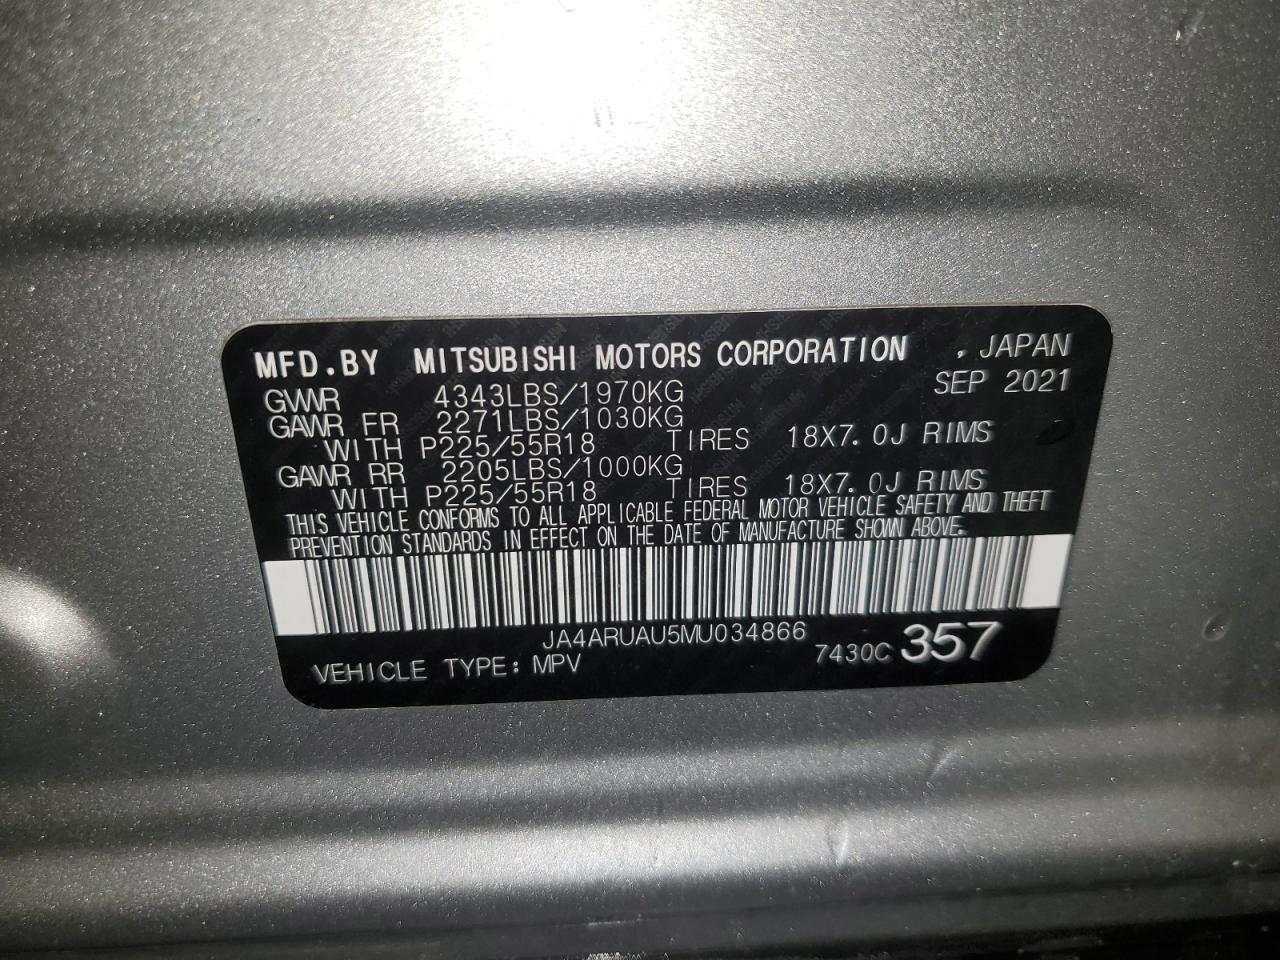 MFD.BY MITSUBISHI MOTORS CORPORATION , JAPAN
GVWR 4343LBS/1970KG SEP 2021
GAWR FR 2271LBS/1030KG
WITH P225/55R18 TIRES 18X7.0J RIMS
GAWR RR 2205LBS/1000KG
WITH P225/55R18 TIRES 18X7.0J RIMS
THIS VEHICLE CONFORMS TO ALL APPLICABLE FEDERAL MOTOR VEHICLE SAFETY AND THEFT
PREVENTION STANDARDS IN EFFECT ON THE DATE OF MANUFACTURE SHOWN ABOVE.
JA4ARUAU5MU034866
VEHICLE TYPE: MPV 7430C 357